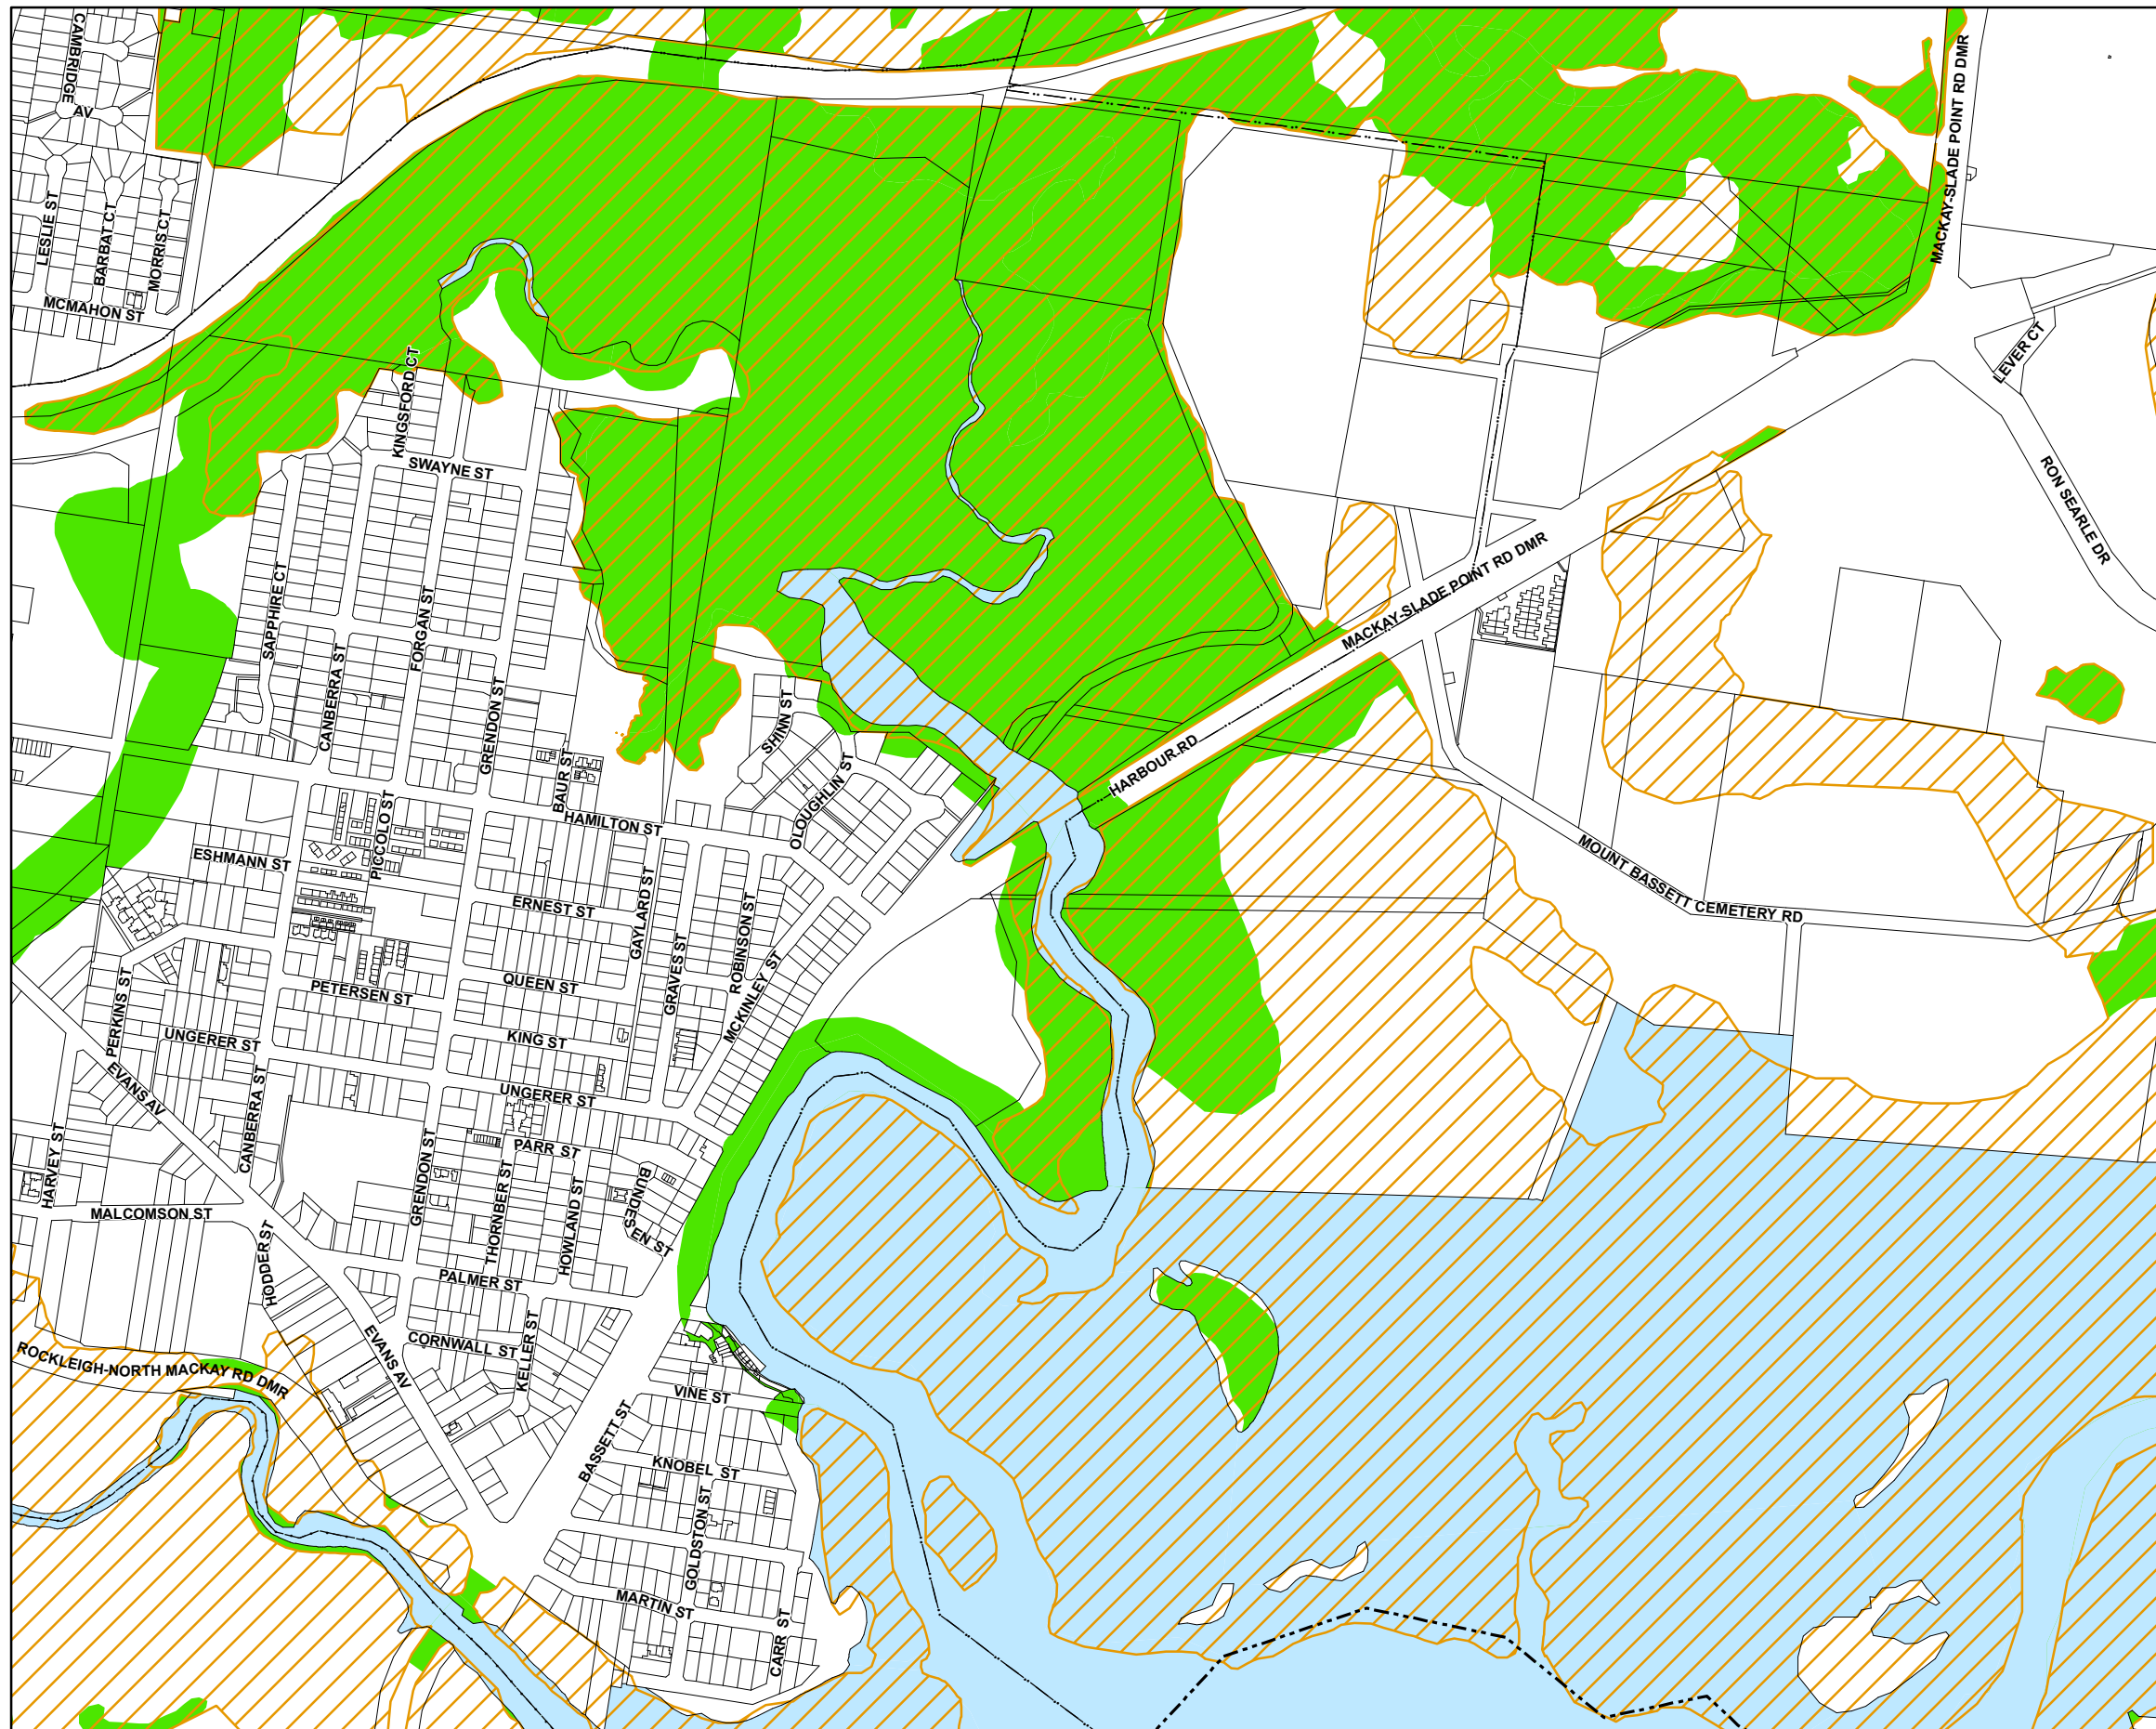 CAMBRIDGE
AV
MACKAY-SLADE POINT RD DMR
LESLIE ST
BARBAT CT
MORRIS CT
MCMAHON ST
LEVER CT
KINGSFORD CT
SWAYNE ST
RON SEARLE DR
MACKAY-SLADE POINT RD DMR
SAPPHIRE CT
FORGAN ST
CANBERRA ST
GRENDON ST
SHINN ST
HARBOUR RD
BAUR ST
OLOUGHLIN ST
PICCOLO ST
HAMILTON ST
ESHMANN ST
MOUNT BASSETT CEMETERY RD
ERNEST ST
GAYLARD ST
ROBINSON ST
GRAVES ST
MCKINLEY ST
QUEEN ST
PETERSEN ST
PERKINS ST
UNGERER ST
KING ST
EVANS AV
CANBERRA ST
UNGERER ST
PARR ST
HARVEY ST
GRENDON ST
THORNBER ST
HOWLAND ST
BUNDES
EN ST
MALCOMSON ST
HODDER ST
PALMER ST
CORNWALL ST
KELLER ST
EVANS AV
ROCKLEIGH-NORTH MACKAY RD DMR
VINE ST
BASSETT ST
KNOBEL ST
GOLDSTON ST
MARTIN ST
CARR ST